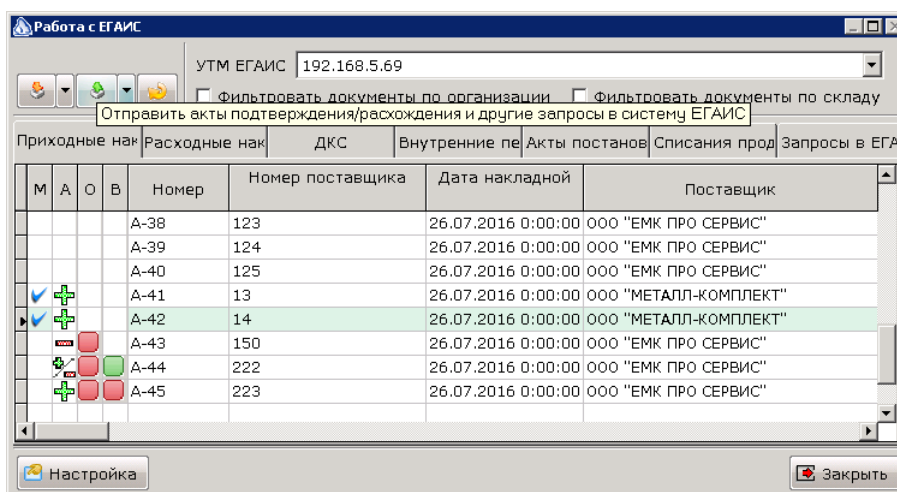 Работа с ЕГАИС
УТМ ЕГАИС 192.168.5.69
Фильтровать документы по организации Фильтровать документы по складу
Отправить акты подтверждения/расхождения и другие запросы в систему ЕГАИС
Приходные нак Расходные нак ДКС Внутренние пе Акты постанов Списания прод Запросы в ЕГА
М А О В Номер Номер поставщика Дата накладной Поставщик
А-38 123 26.07.2016 0:00:00 ООО "ЕМК ПРО СЕРВИС"
А-39 124 26.07.2016 0:00:00 ООО "ЕМК ПРО СЕРВИС"
А-40 125 26.07.2016 0:00:00 ООО "ЕМК ПРО СЕРВИС"
А-41 13 26.07.2016 0:00:00 ООО "МЕТАЛЛ-КОМПЛЕКТ"
А-42 14 26.07.2016 0:00:00 ООО "МЕТАЛЛ-КОМПЛЕКТ"
А-43 150 26.07.2016 0:00:00 ООО "ЕМК ПРО СЕРВИС"
А-44 222 26.07.2016 0:00:00 ООО "ЕМК ПРО СЕРВИС"
А-45 223 26.07.2016 0:00:00 ООО "ЕМК ПРО СЕРВИС"
Настройка Закрыть